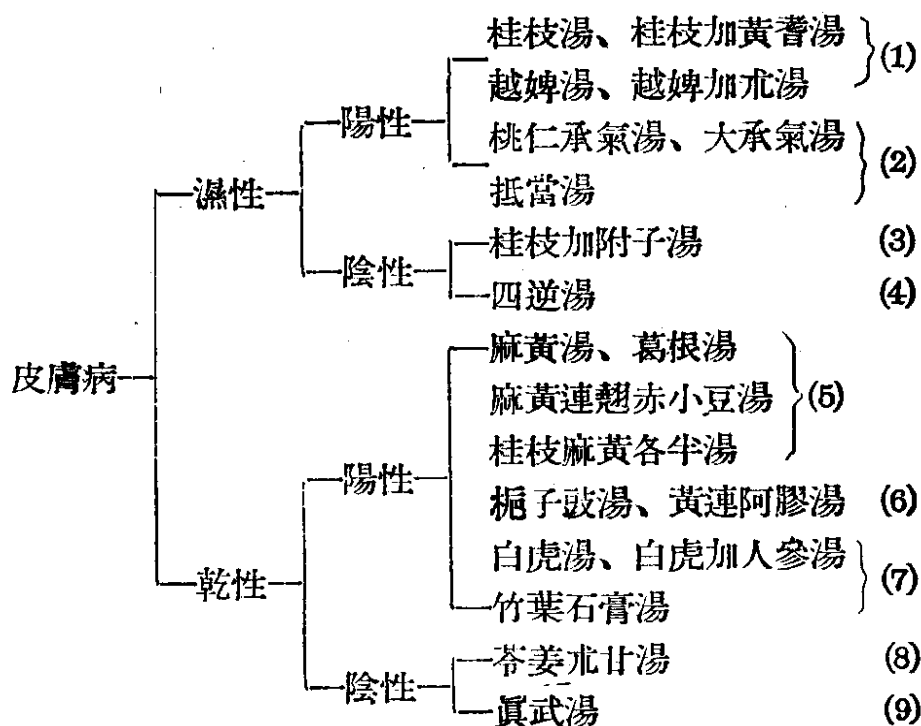 桂枝湯、桂枝加黃耆湯
越婢湯、越婢加朮湯
(1)
陽性
桃仁承氣湯、大承氣湯
抵當湯
(2)
濕性
桂枝加附子湯 (3)
陰性
四逆湯 (4)
皮膚病
麻黃湯、葛根湯
麻黃連翹赤小豆湯
桂枝麻黃各半湯
(5)
陽性
梔子豉湯、黃連阿膠湯 (6)
白虎湯、白虎加人參湯
竹葉石膏湯
(7)
乾性
苓姜朮甘湯 (8)
陰性
眞武湯 (9)